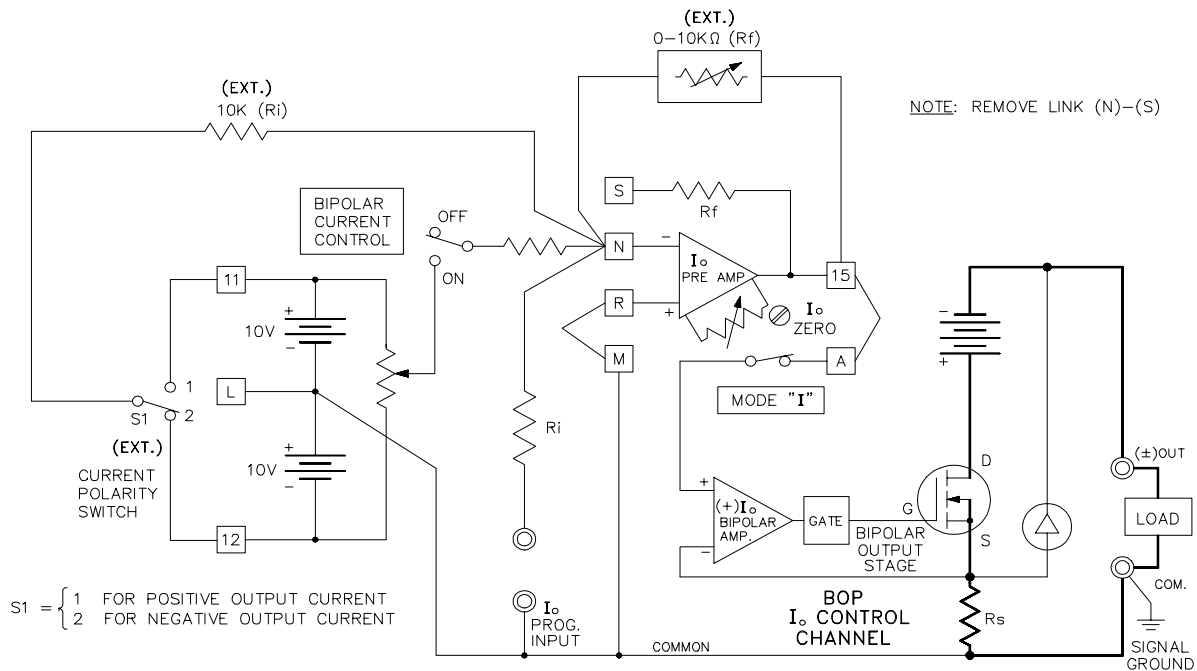 (EXT.)
0-10KΩ (Rf)
(EXT.)
10K (Ri)
NOTE: REMOVE LINK (N)-(S)
BIPOLAR
CURRENT
CONTROL
OFF
ON
S
Rf
N
−
Io
PRE AMP
15
R
+
Io
ZERO
M
A
MODE "I"
11
+
10V
−
L
1
S1
2
(EXT.)
CURRENT
POLARITY
SWITCH
+
10V
−
12
Ri
−
+
+
(+)Io
BIPOLAR
AMP.
−
GATE
G
D
S
BIPOLAR
OUTPUT
STAGE
(±)OUT
LOAD
COM.
SIGNAL
GROUND
Rs
BOP
Io CONTROL
CHANNEL
Io
PROG.
INPUT
COMMON
S1 = { 1 FOR POSITIVE OUTPUT CURRENT
2 FOR NEGATIVE OUTPUT CURRENT